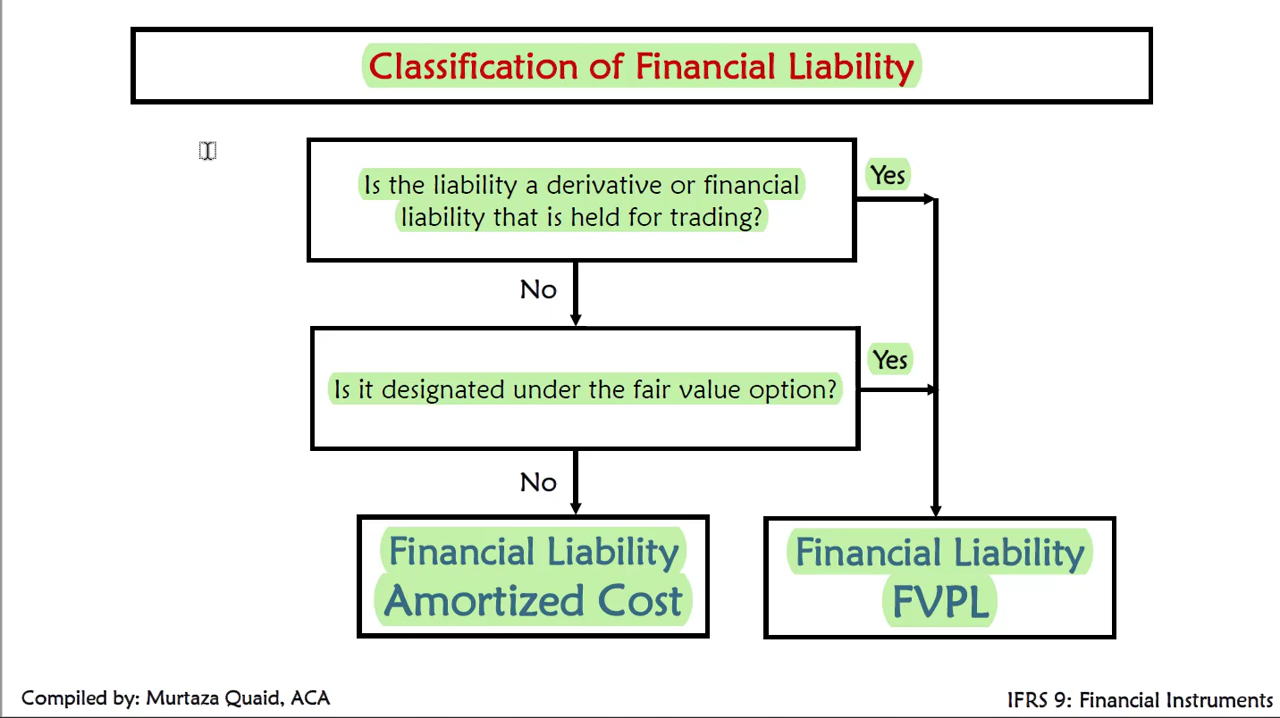 Classification of Financial Liability
Is the liability a derivative or financial
liability that is held for trading?
Yes
No
Is it designated under the fair value option?
Yes
No
Financial Liability
Amortized Cost
Financial Liability
FVPL
Compiled by: Murtaza Quaid, ACA
IFRS 9: Financial Instruments